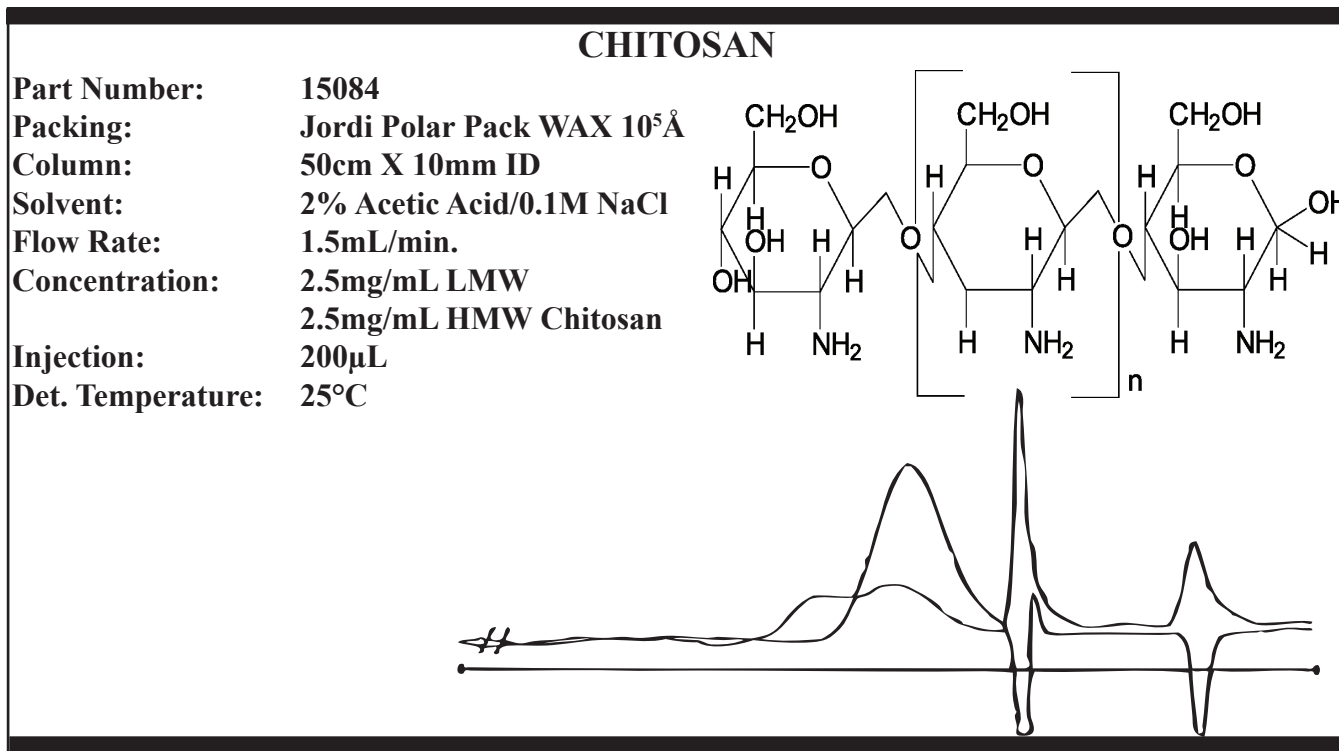 CHITOSAN
Part Number: 15084
Packing: Jordi Polar Pack WAX 10⁵Å
Column: 50cm X 10mm ID
Solvent: 2% Acetic Acid/0.1M NaCl
Flow Rate: 1.5mL/min.
Concentration: 2.5mg/mL LMW
2.5mg/mL HMW Chitosan
Injection: 200µL
Det. Temperature: 25°C
CH₂OH CH₂OH CH₂OH
O O O
H H H
H H OH
OH H O H O OH H H
OH H H H H
H NH₂ H NH₂ H NH₂
n